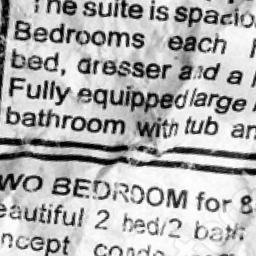 The suite is spacio
Bedrooms each
bed, dresser and a
Fully equipped large
bathroom with tub an
WO BEDROOM for 8
eautiful 2 bed/2 bath
ncept